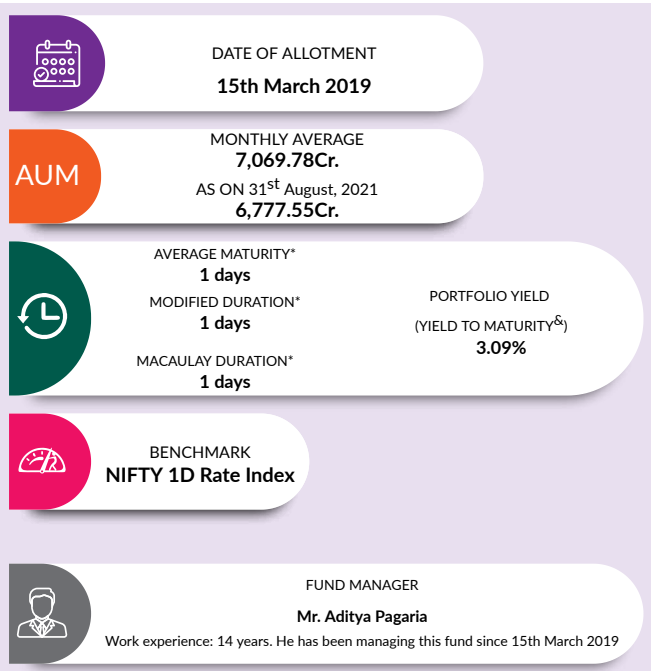 DATE OF ALLOTMENT
15th March 2019
AUM
MONTHLY AVERAGE
7,069.78Cr.
AS ON 31st August, 2021
6,777.55Cr.
AVERAGE MATURITY*
1 days
MODIFIED DURATION*
1 days
MACAULAY DURATION*
1 days
PORTFOLIO YIELD
(YIELD TO MATURITY&)
3.09%
BENCHMARK
NIFTY 1D Rate Index
FUND MANAGER
Mr. Aditya Pagaria
Work experience: 14 years. He has been managing this fund since 15th March 2019